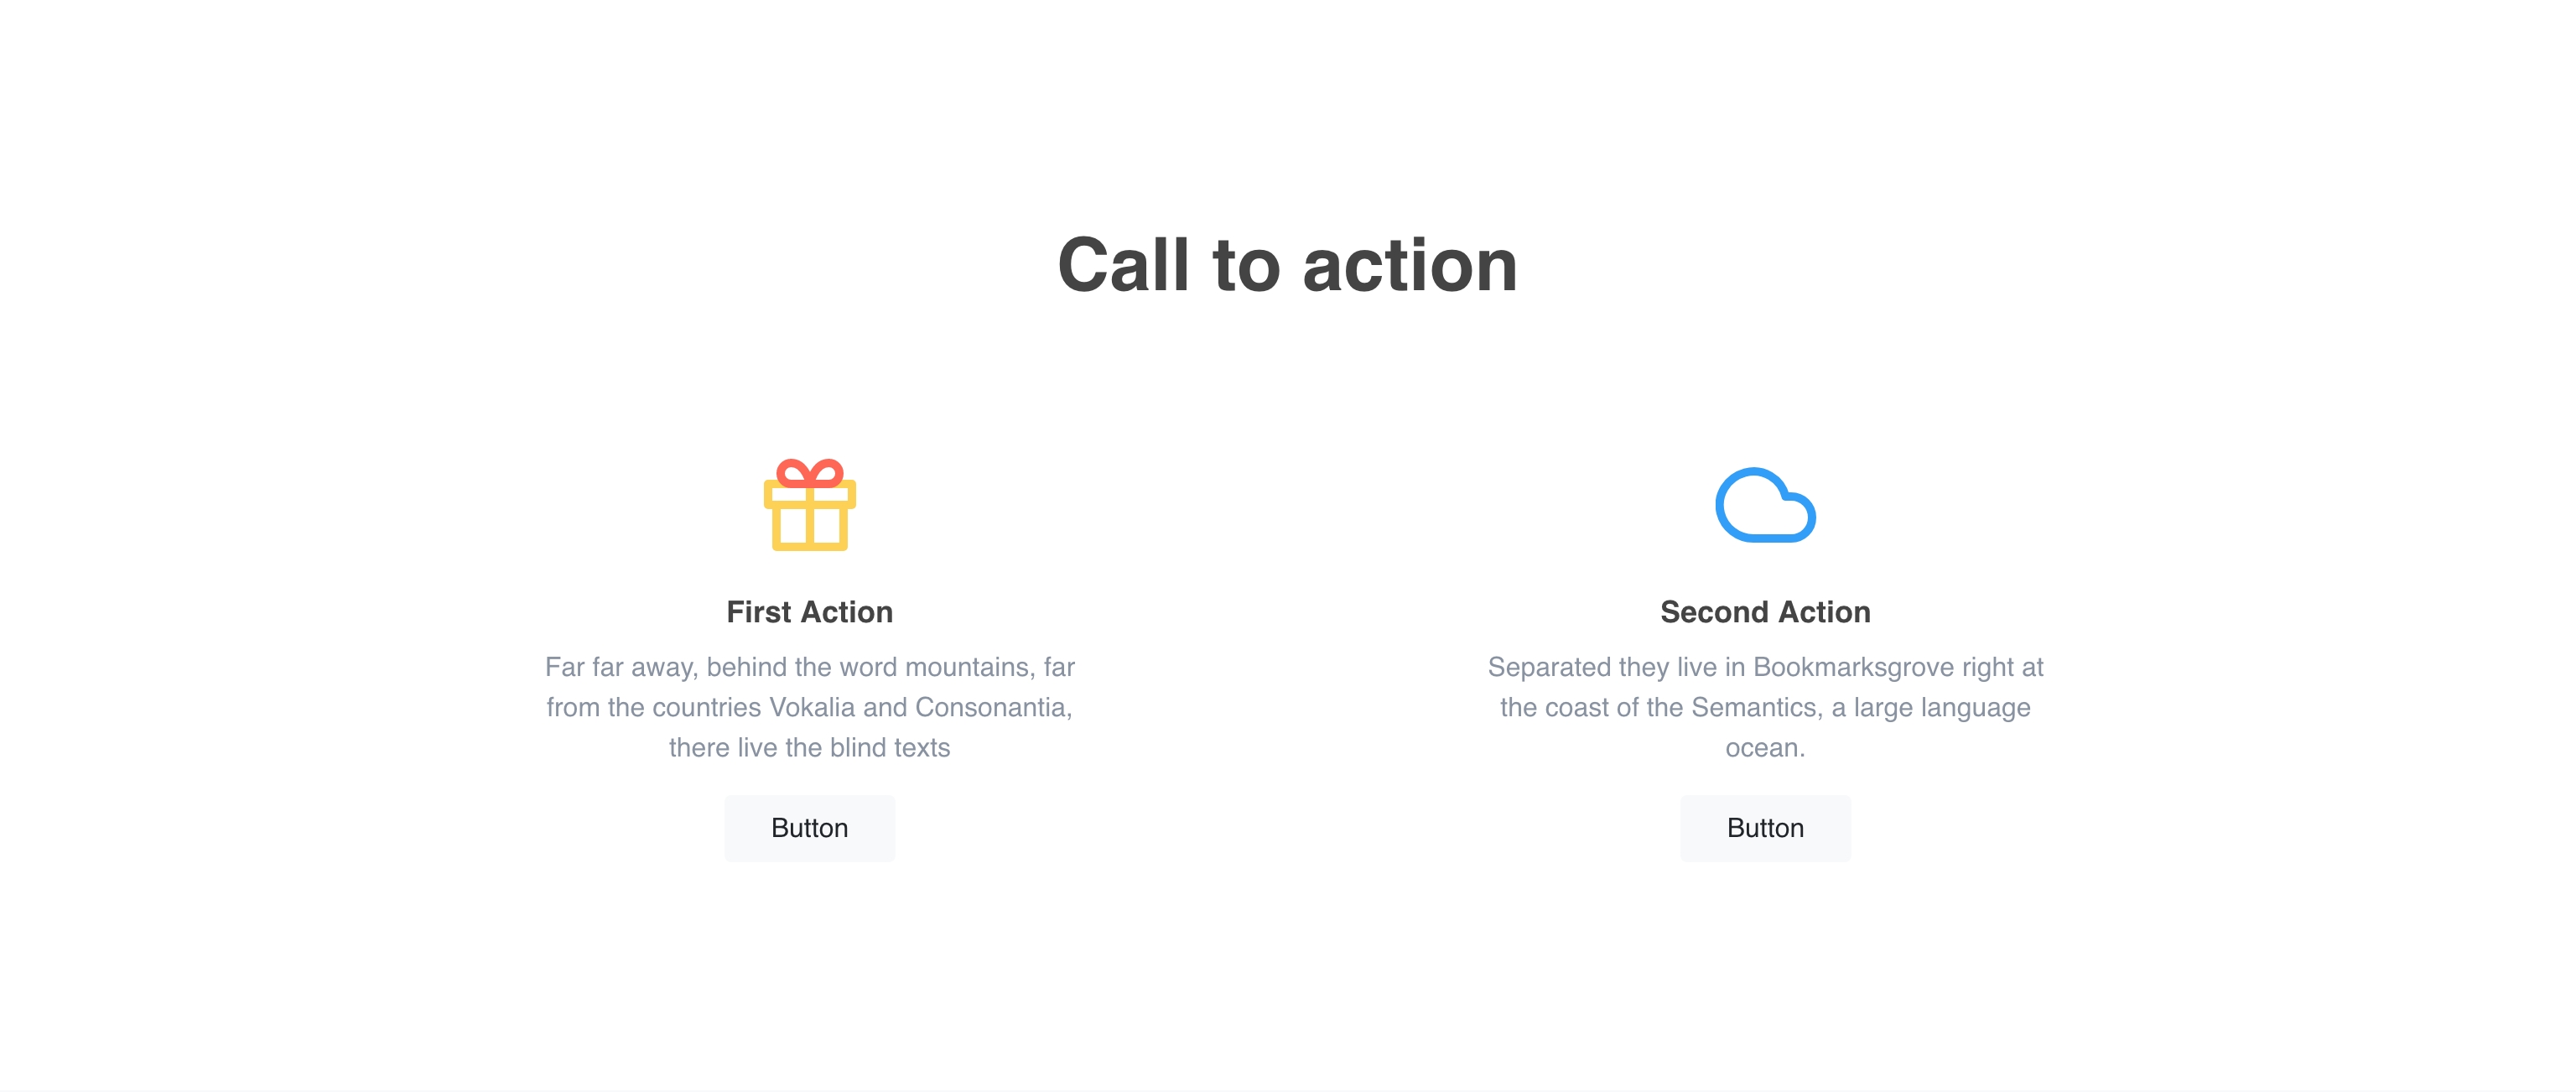 Call to action
First Action
Far far away, behind the word mountains, far
from the countries Vokalia and Consonantia,
there live the blind texts
Button
Second Action
Separated they live in Bookmarksgrove right at
the coast of the Semantics, a large language
ocean.
Button